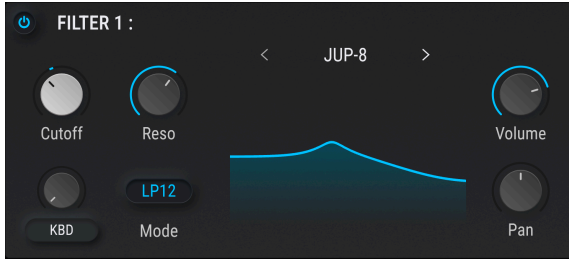 FILTER 1 :
< JUP-8 >
Cutoff
Reso
Volume
LP12
KBD
Mode
Pan